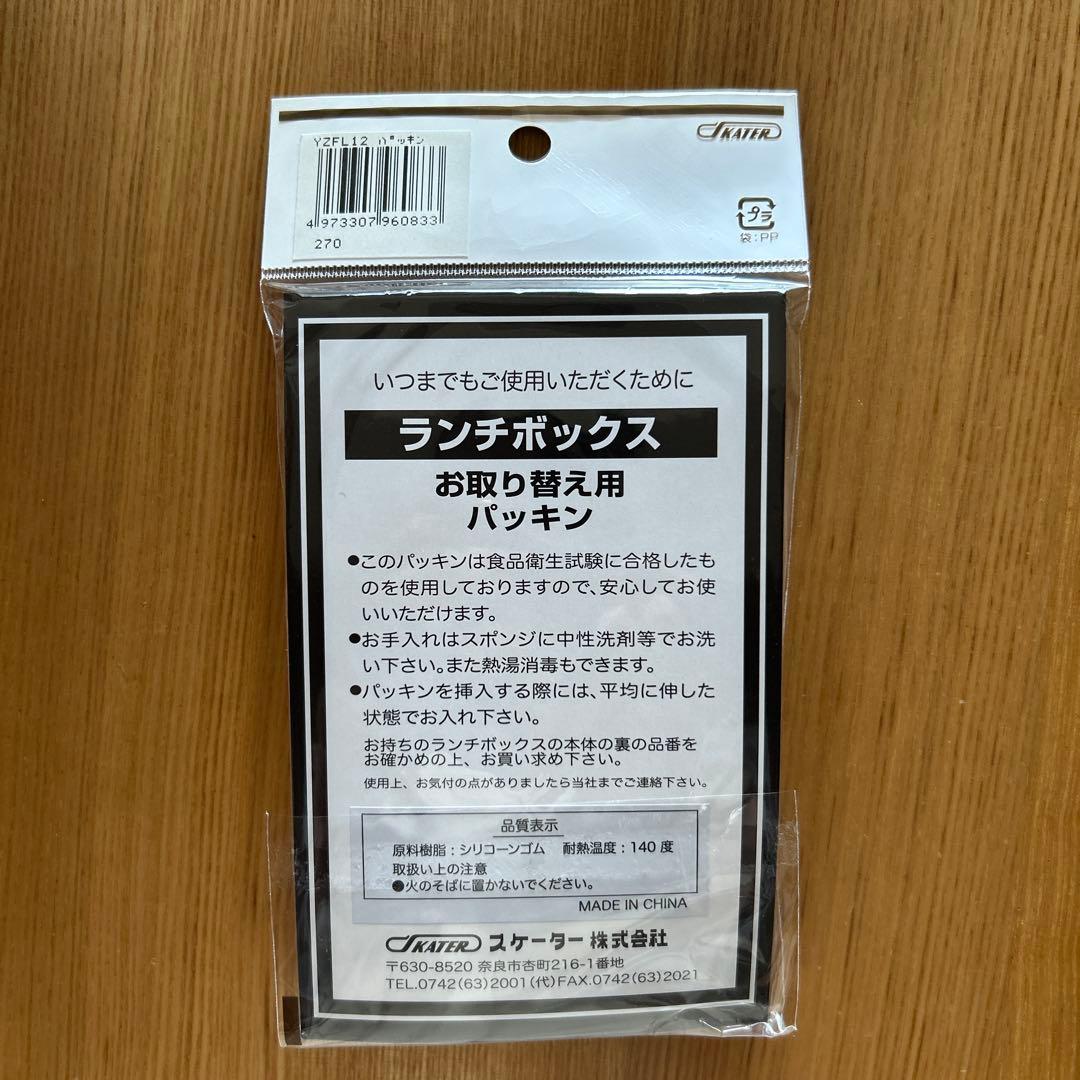 YZFL12 パッキン
4 973307 960833
270
SKATER
プラ
袋:PP
いつまでもご使用いただくために
ランチボックス
お取り替え用
パッキン
●このパッキンは食品衛生試験に合格したも
のを使用しておりますので、安心してお使
いいただけます。
●お手入れはスポンジに中性洗剤等でお洗
い下さい。また熱湯消毒もできます。
●パッキンを挿入する際には、平均に伸した
状態でお入れ下さい。
お持ちのランチボックスの本体の裏の品番を
お確かめの上、お買い求め下さい。
使用上、お気付の点がありましたら当社までご連絡下さい。
品質表示
原料樹脂:シリコーンゴム 耐熱温度:140度
取扱い上の注意
●火のそばに置かないでください。
MADE IN CHINA
SKATER スケーター株式会社
〒630-8520 奈良市杏町216-1番地
TEL.0742(63)2001(代)FAX.0742(63)2021